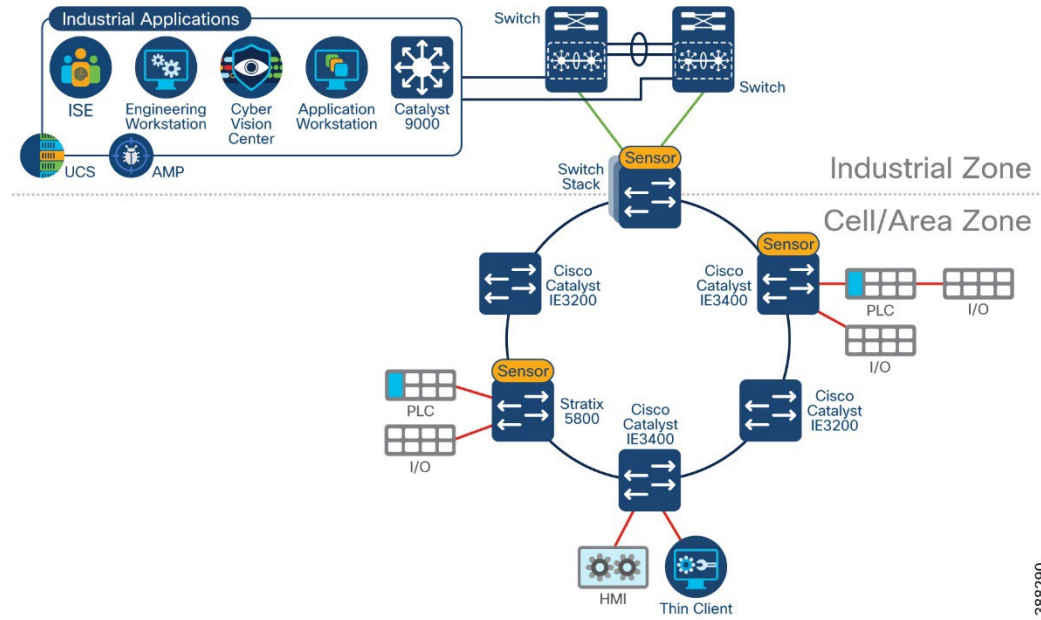 Industrial Applications
ISE
Engineering
Workstation
Cyber
Vision
Center
Application
Workstation
Catalyst
9000
UCS
AMP
Switch
Switch
Sensor
Switch
Stack
Industrial Zone
Cell/Area Zone
Cisco
Catalyst
IE3200
Sensor
Cisco
Catalyst
IE3400
PLC
I/O
I/O
Sensor
PLC
I/O
Stratix
5800
Cisco
Catalyst
IE3400
Cisco
Catalyst
IE3200
HMI
Thin Client
388290